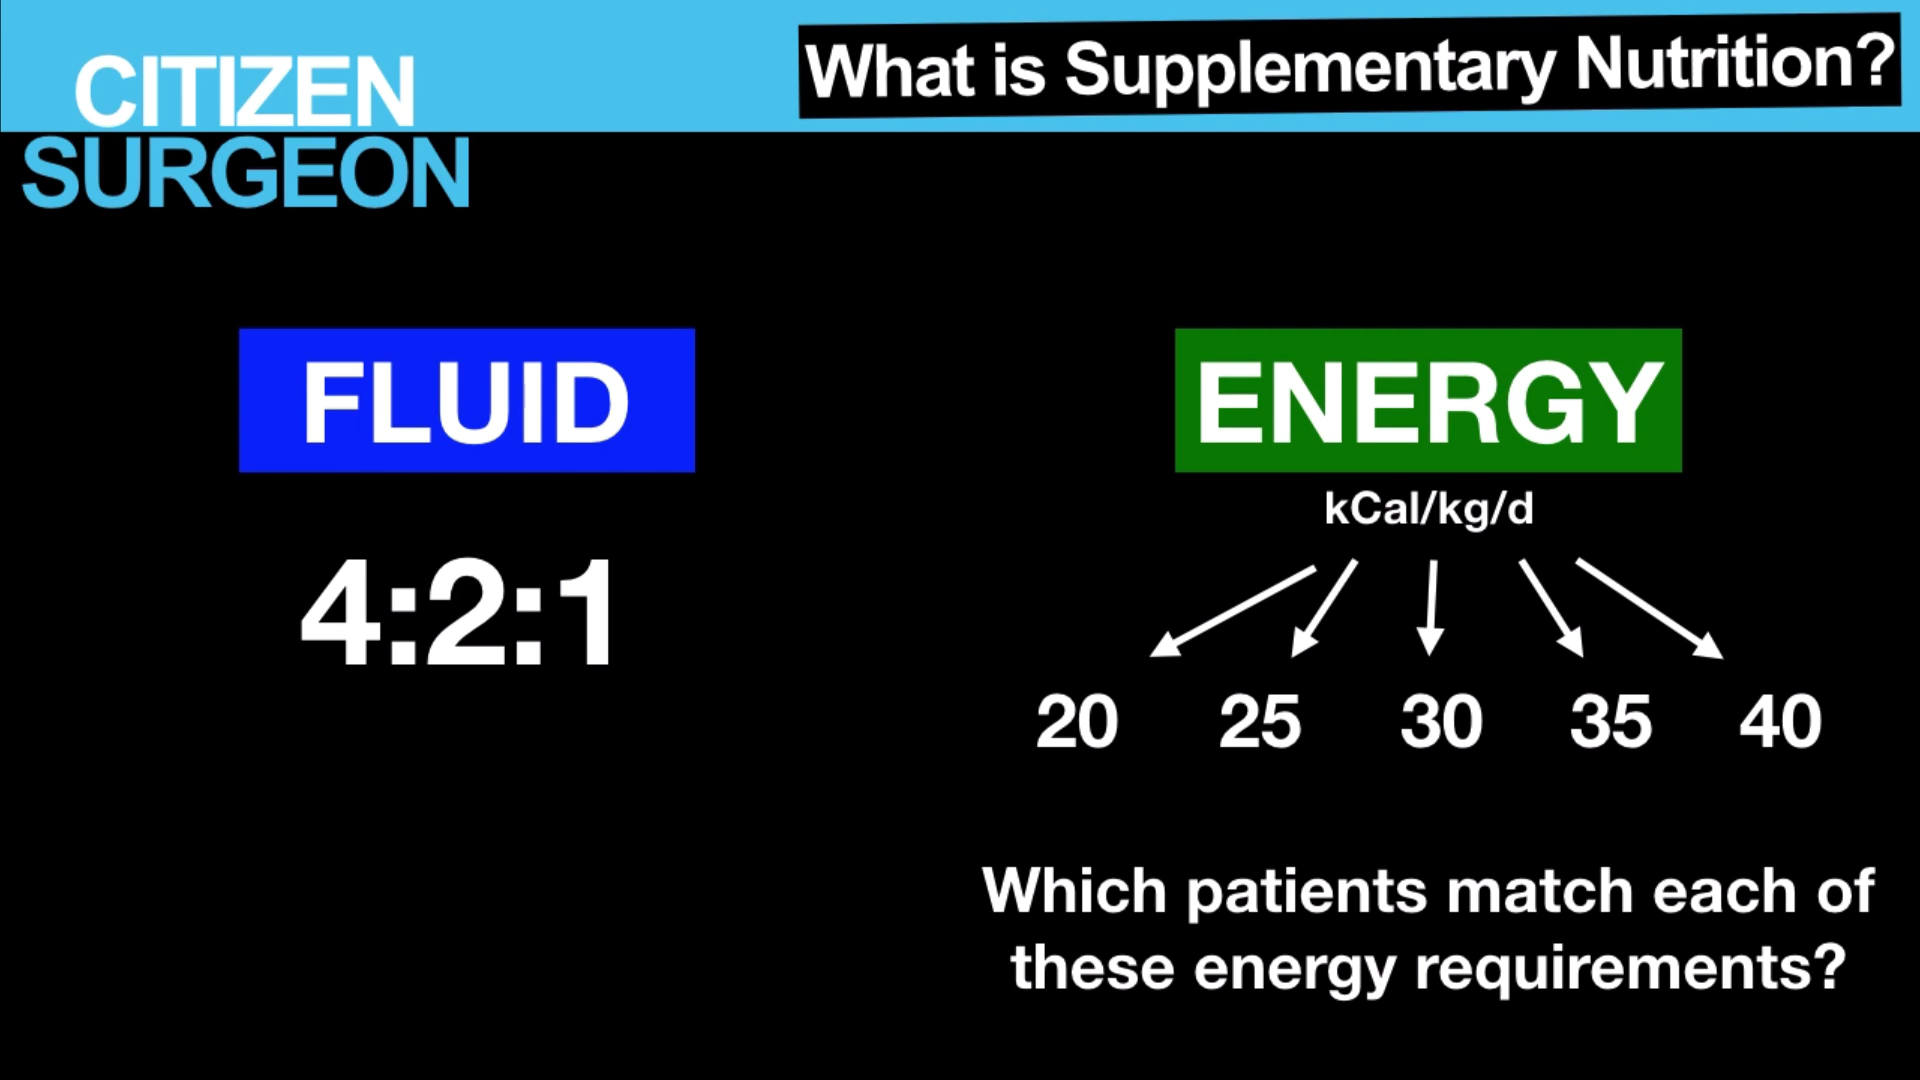 CITIZEN
SURGEON
What is Supplementary Nutrition?
FLUID
4:2:1
ENERGY
kCal/kg/d
20 25 30 35 40
Which patients match each of
these energy requirements?